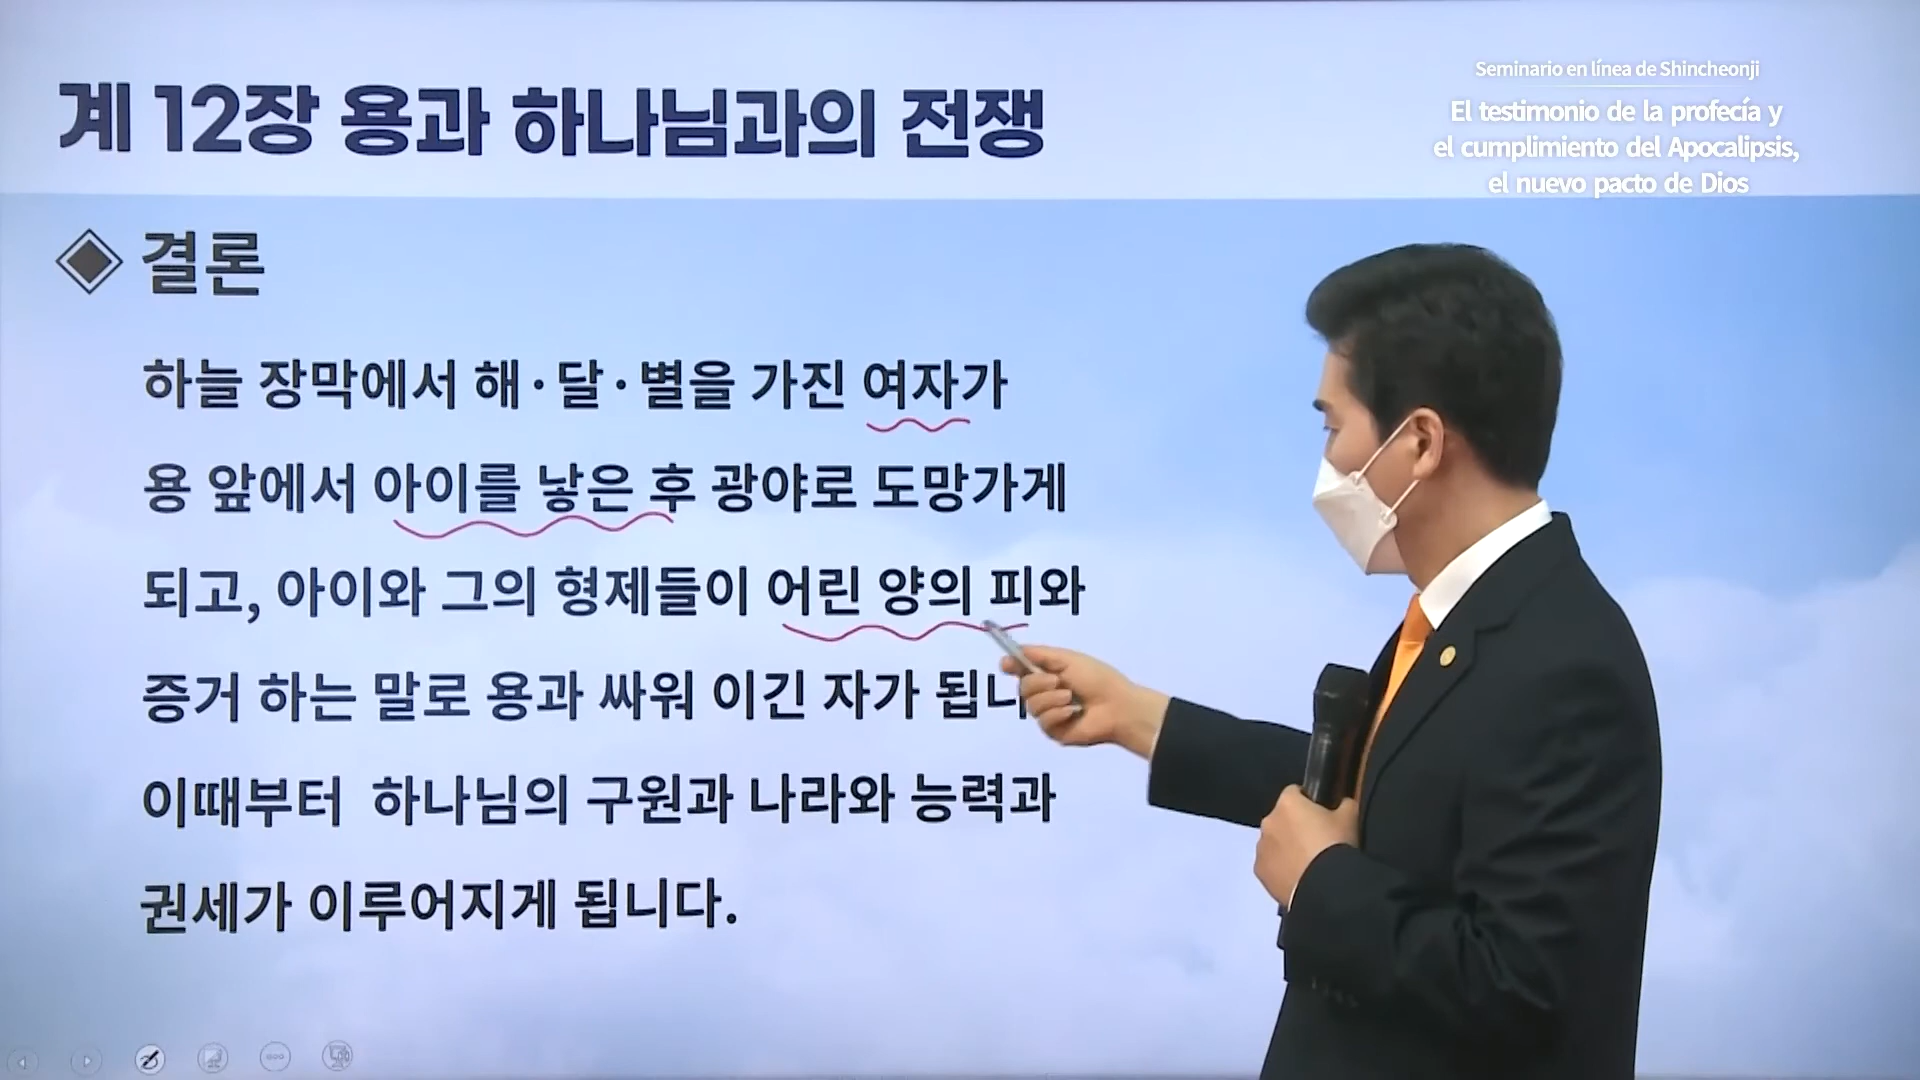 계 12장 용과 하나님과의 전쟁
Seminario en línea de Shincheonji
El testimonio de la profecía y
el cumplimiento del Apocalipsis,
el nuevo pacto de Dios
결론
하늘 장막에서 해·달·별을 가진 여자가
용 앞에서 아이를 낳은 후 광야로 도망가게
되고, 아이와 그의 형제들이 어린 양의 피와
증거 하는 말로 용과 싸워 이긴 자가 됩니
이때부터 하나님의 구원과 나라와 능력과
권세가 이루어지게 됩니다.